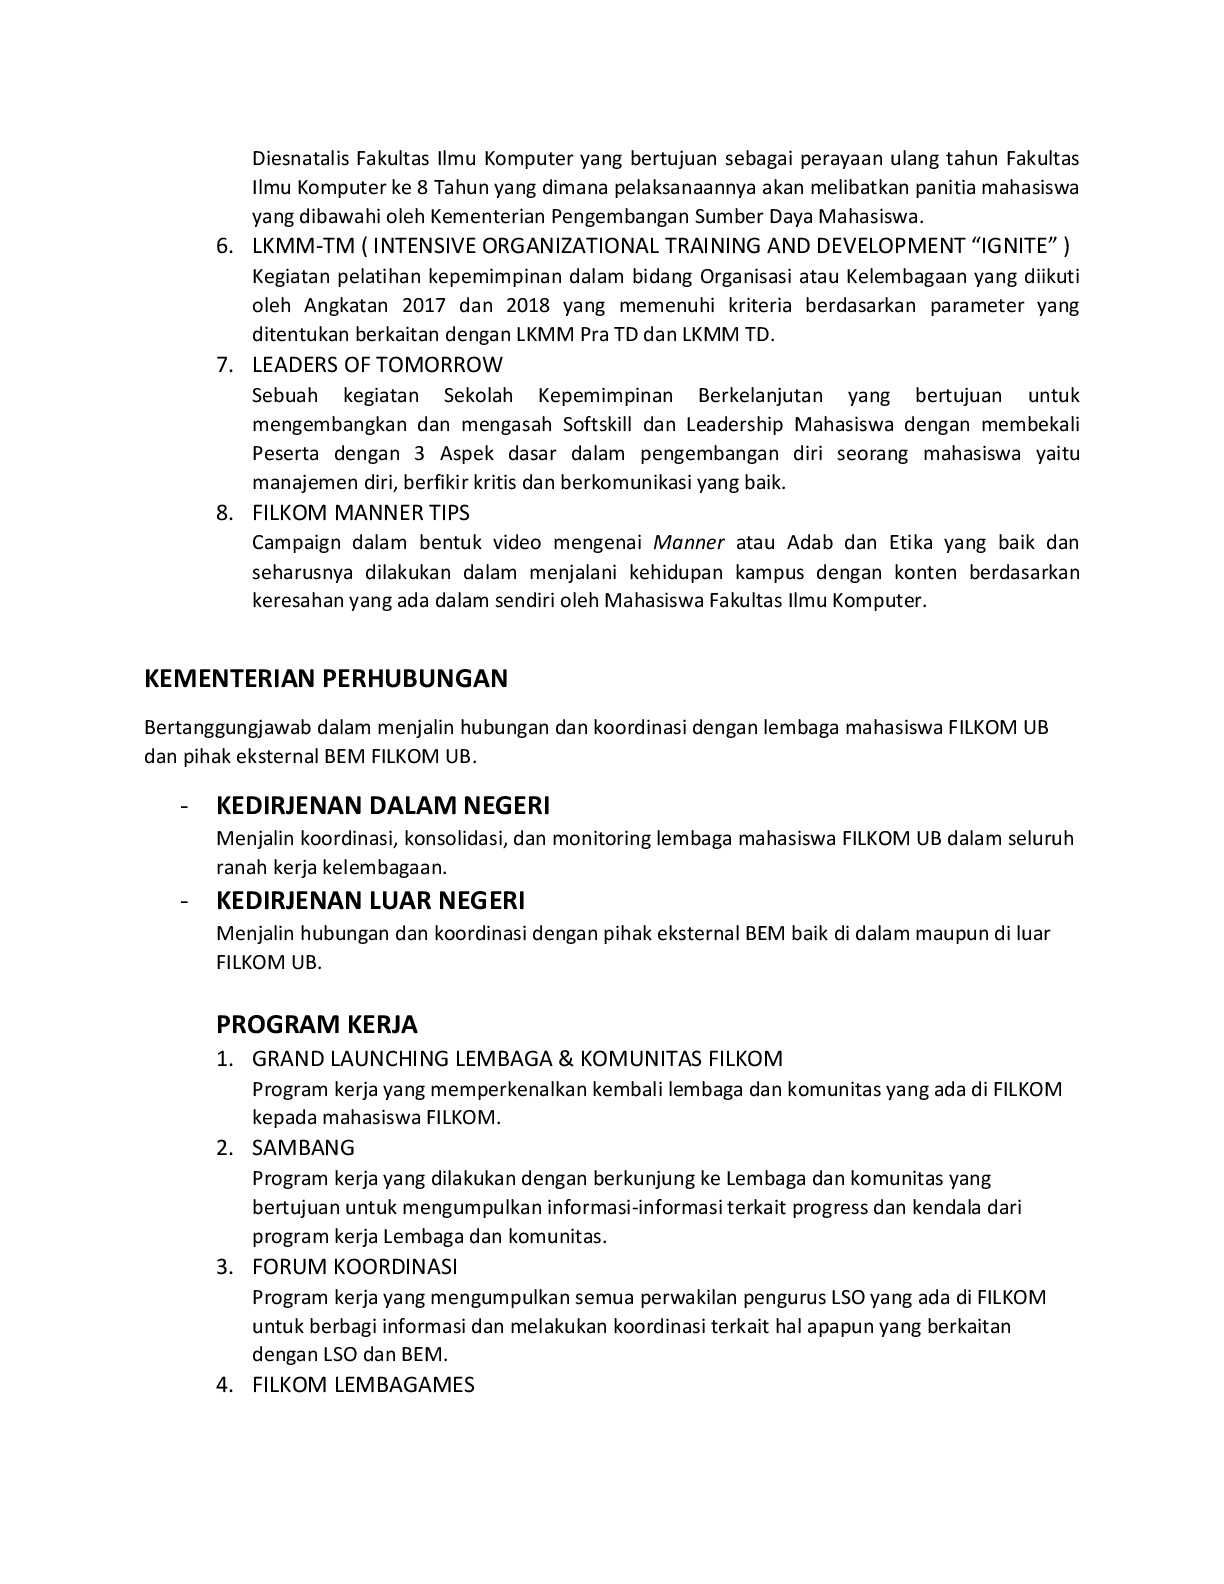 Diesnatalis Fakultas Ilmu Komputer yang bertujuan sebagai perayaan ulang tahun Fakultas
Ilmu Komputer ke 8 Tahun yang dimana pelaksanaannya akan melibatkan panitia mahasiswa
yang dibawahi oleh Kementerian Pengembangan Sumber Daya Mahasiswa.
6. LKMM-TM ( INTENSIVE ORGANIZATIONAL TRAINING AND DEVELOPMENT “IGNITE” )
Kegiatan pelatihan kepemimpinan dalam bidang Organisasi atau Kelembagaan yang diikuti
oleh Angkatan 2017 dan 2018 yang memenuhi kriteria berdasarkan parameter yang
ditentukan berkaitan dengan LKMM Pra TD dan LKMM TD.
7. LEADERS OF TOMORROW
Sebuah kegiatan Sekolah Kepemimpinan Berkelanjutan yang bertujuan untuk
mengembangkan dan mengasah Softskill dan Leadership Mahasiswa dengan membekali
Peserta dengan 3 Aspek dasar dalam pengembangan diri seorang mahasiswa yaitu
manajemen diri, berfikir kritis dan berkomunikasi yang baik.
8. FILKOM MANNER TIPS
Campaign dalam bentuk video mengenai Manner atau Adab dan Etika yang baik dan
seharusnya dilakukan dalam menjalani kehidupan kampus dengan konten berdasarkan
keresahan yang ada dalam sendiri oleh Mahasiswa Fakultas Ilmu Komputer.
KEMENTERIAN PERHUBUNGAN
Bertanggungjawab dalam menjalin hubungan dan koordinasi dengan lembaga mahasiswa FILKOM UB
dan pihak eksternal BEM FILKOM UB.
- KEDIRJENAN DALAM NEGERI
Menjalin koordinasi, konsolidasi, dan monitoring lembaga mahasiswa FILKOM UB dalam seluruh
ranah kerja kelembagaan.
- KEDIRJENAN LUAR NEGERI
Menjalin hubungan dan koordinasi dengan pihak eksternal BEM baik di dalam maupun di luar
FILKOM UB.
PROGRAM KERJA
1. GRAND LAUNCHING LEMBAGA & KOMUNITAS FILKOM
Program kerja yang memperkenalkan kembali lembaga dan komunitas yang ada di FILKOM
kepada mahasiswa FILKOM.
2. SAMBANG
Program kerja yang dilakukan dengan berkunjung ke Lembaga dan komunitas yang
bertujuan untuk mengumpulkan informasi-informasi terkait progress dan kendala dari
program kerja Lembaga dan komunitas.
3. FORUM KOORDINASI
Program kerja yang mengumpulkan semua perwakilan pengurus LSO yang ada di FILKOM
untuk berbagi informasi dan melakukan koordinasi terkait hal apapun yang berkaitan
dengan LSO dan BEM.
4. FILKOM LEMBAGAMES